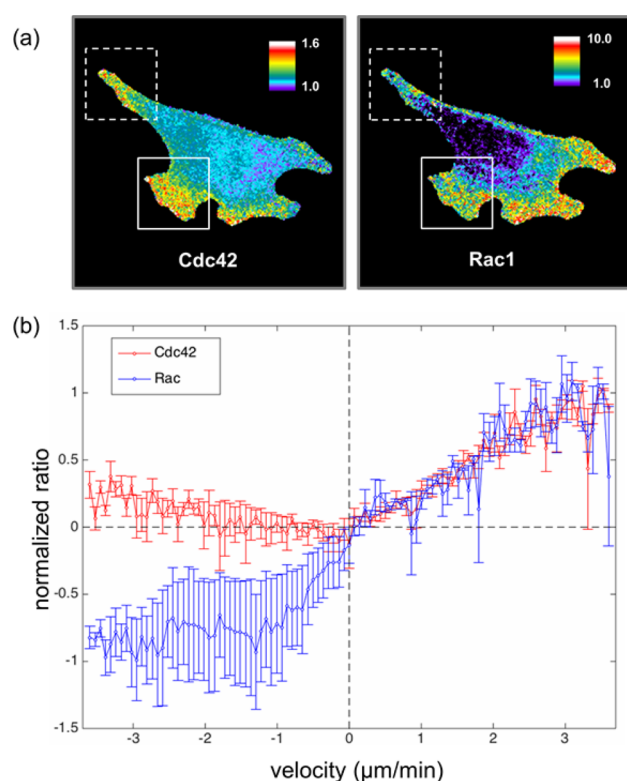 (a)
1.6
1.0
Cdc42
10.0
1.0
Rac1
(b)
1.5
1
0.5
0
-0.5
-1
-1.5
Cdc42
Rac
normalized ratio
-3 -2 -1 0 1 2 3
velocity (µm/min)